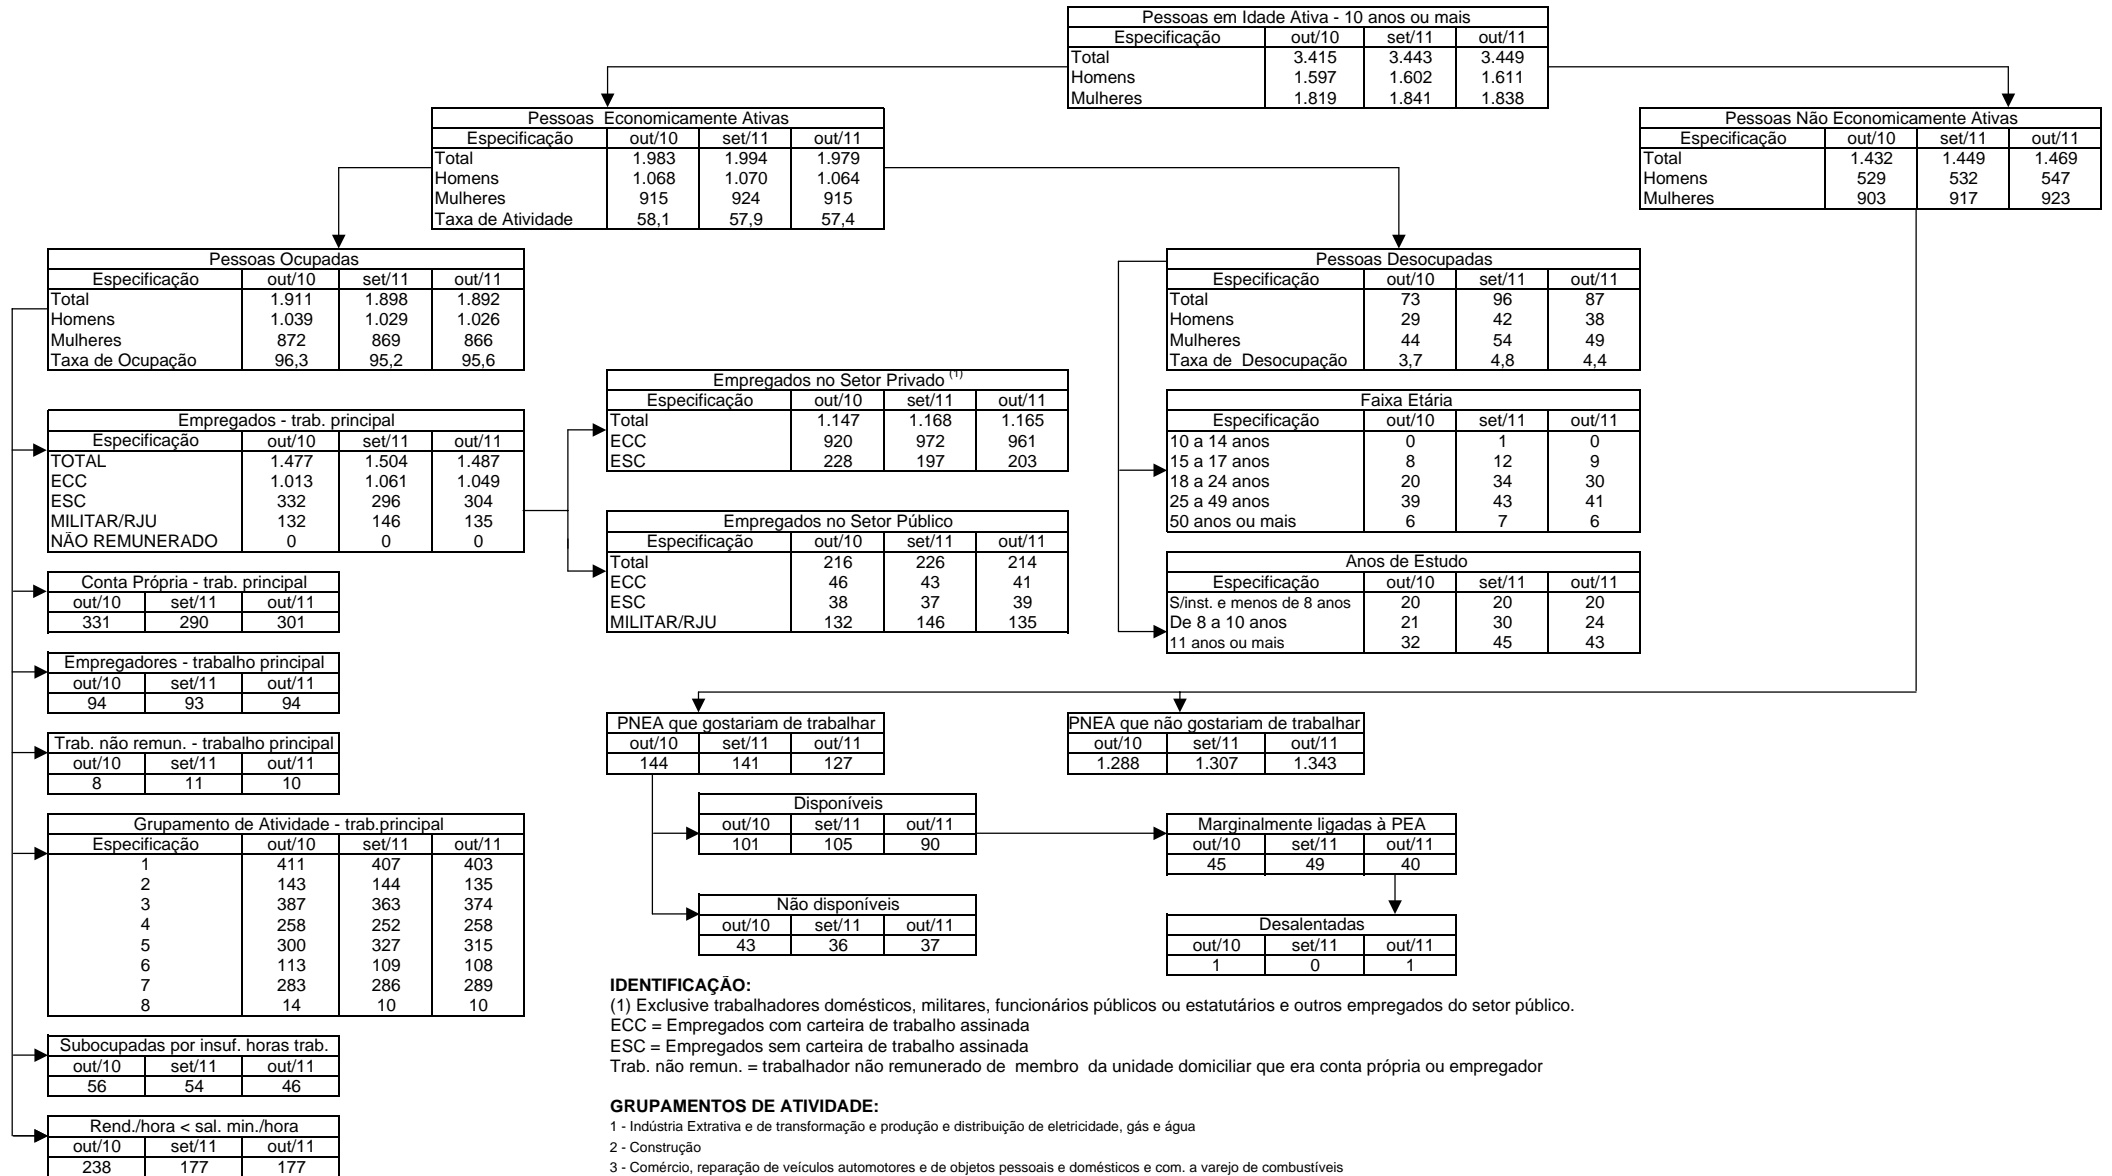 Pessoas em Idade Ativa - 10 anos ou mais
Especificação out/10 set/11 out/11
Total 3.415 3.443 3.449
Homens 1.597 1.602 1.611
Mulheres 1.819 1.841 1.838
Pessoas Economicamente Ativas
Especificação out/10 set/11 out/11
Total 1.983 1.994 1.979
Homens 1.068 1.070 1.064
Mulheres 915 924 915
Taxa de Atividade 58,1 57,9 57,4
Pessoas Não Economicamente Ativas
Especificação out/10 set/11 out/11
Total 1.432 1.449 1.469
Homens 529 532 547
Mulheres 903 917 923
Pessoas Ocupadas
Especificação out/10 set/11 out/11
Total 1.911 1.898 1.892
Homens 1.039 1.029 1.026
Mulheres 872 869 866
Taxa de Ocupação 96,3 95,2 95,6
Pessoas Desocupadas
Especificação out/10 set/11 out/11
Total 73 96 87
Homens 29 42 38
Mulheres 44 54 49
Taxa de Desocupação 3,7 4,8 4,4
Empregados - trab. principal
Especificação out/10 set/11 out/11
TOTAL 1.477 1.504 1.487
ECC 1.013 1.061 1.049
ESC 332 296 304
MILITAR/RJU 132 146 135
NÃO REMUNERADO 0 0 0
Empregados no Setor Privado (1)
Especificação out/10 set/11 out/11
Total 1.147 1.168 1.165
ECC 920 972 961
ESC 228 197 203
Empregados no Setor Público
Especificação out/10 set/11 out/11
Total 216 226 214
ECC 46 43 41
ESC 38 37 39
MILITAR/RJU 132 146 135
Faixa Etária
Especificação out/10 set/11 out/11
10 a 14 anos 0 1 0
15 a 17 anos 8 12 9
18 a 24 anos 20 34 30
25 a 49 anos 39 43 41
50 anos ou mais 6 7 6
Anos de Estudo
Especificação out/10 set/11 out/11
S/inst. e menos de 8 anos 20 20 20
De 8 a 10 anos 21 30 24
11 anos ou mais 32 45 43
Conta Própria - trab. principal
out/10 set/11 out/11
331 290 301
Empregadores - trabalho principal
out/10 set/11 out/11
94 93 94
Trab. não remun. - trabalho principal
out/10 set/11 out/11
8 11 10
PNEA que gostariam de trabalhar
out/10 set/11 out/11
144 141 127
PNEA que não gostariam de trabalhar
out/10 set/11 out/11
1.288 1.307 1.343
Disponíveis
out/10 set/11 out/11
101 105 90
Marginalmente ligadas à PEA
out/10 set/11 out/11
45 49 40
Não disponíveis
out/10 set/11 out/11
43 36 37
Desalentadas
out/10 set/11 out/11
1 0 1
Grupamento de Atividade - trab.principal
Especificação out/10 set/11 out/11
1 411 407 403
2 143 144 135
3 387 363 374
4 258 252 258
5 300 327 315
6 113 109 108
7 283 286 289
8 14 10 10
Subocupadas por insuf. horas trab.
out/10 set/11 out/11
56 54 46
Rend./hora < sal. min./hora
out/10 set/11 out/11
238 177 177
IDENTIFICAÇÃO:
(1) Exclusive trabalhadores domésticos, militares, funcionários públicos ou estatutários e outros empregados do setor público.
ECC = Empregados com carteira de trabalho assinada
ESC = Empregados sem carteira de trabalho assinada
Trab. não remun. = trabalhador não remunerado de membro da unidade domiciliar que era conta própria ou empregador
GRUPAMENTOS DE ATIVIDADE:
1 - Indústria Extrativa e de transformação e produção e distribuição de eletricidade, gás e água
2 - Construção
3 - Comércio, reparação de veículos automotores e de objetos pessoais e domésticos e com. a varejo de combustíveis